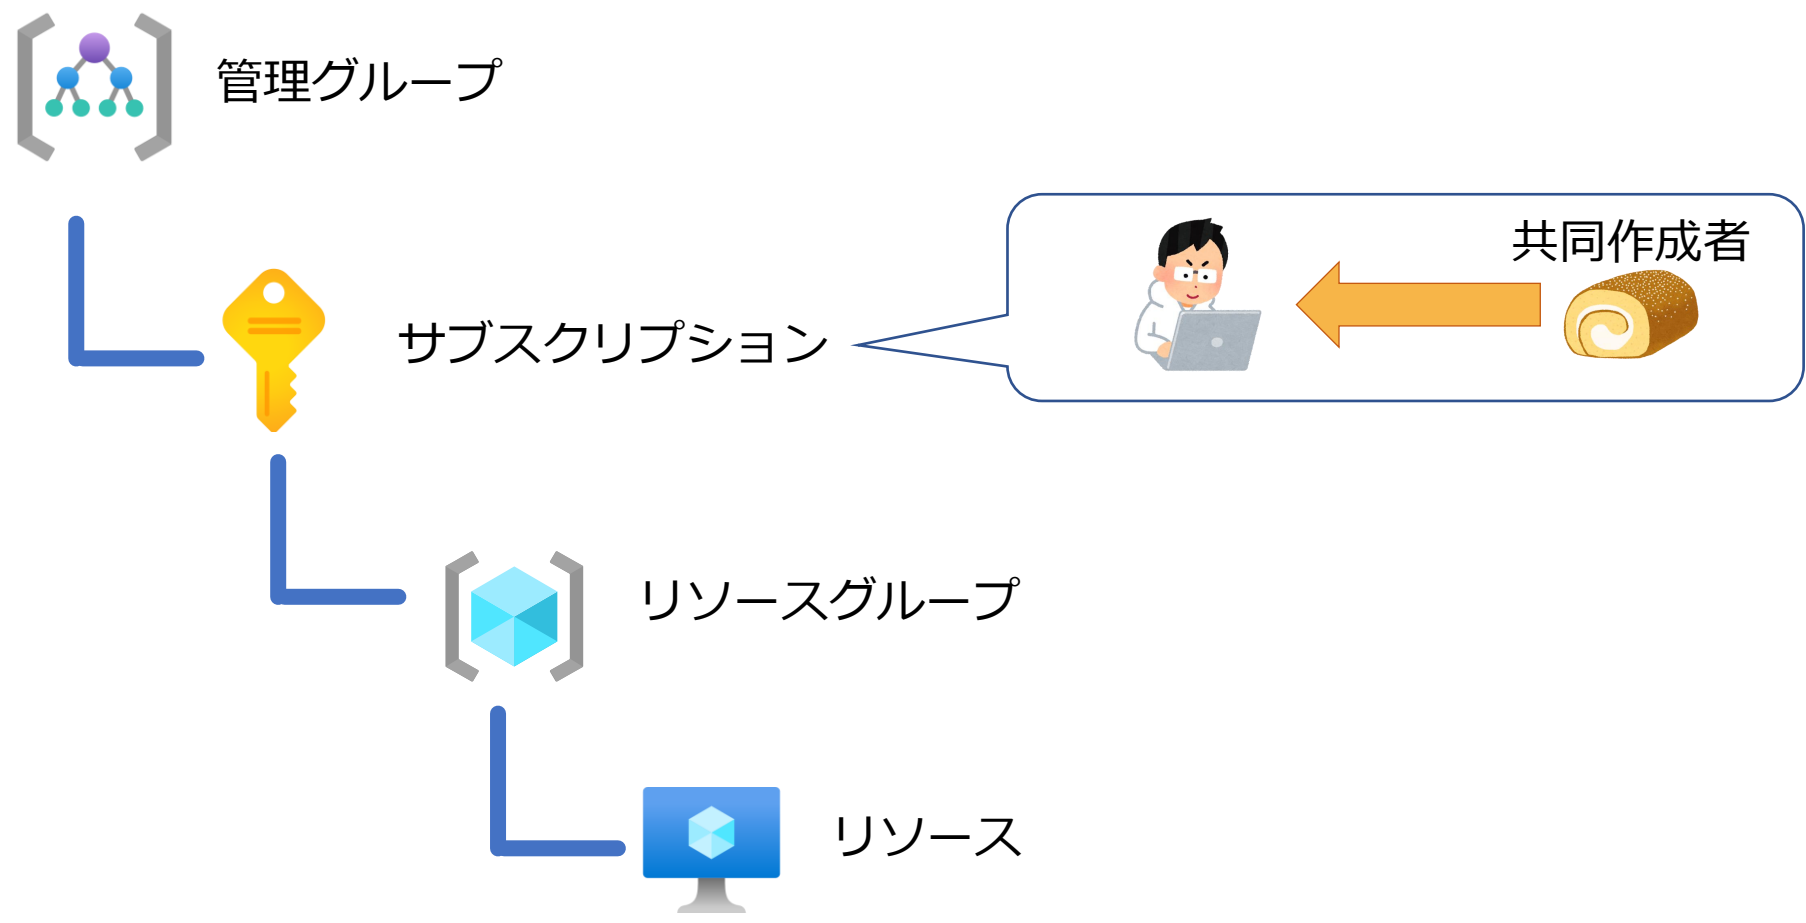 管理グループ
共同作成者
サブスクリプション
リソースグループ
リソース